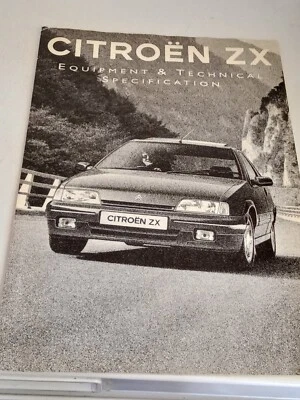 CITROËN ZX
EQUIPMENT & TECHNICAL
SPECIFICATION
CITROËN ZX